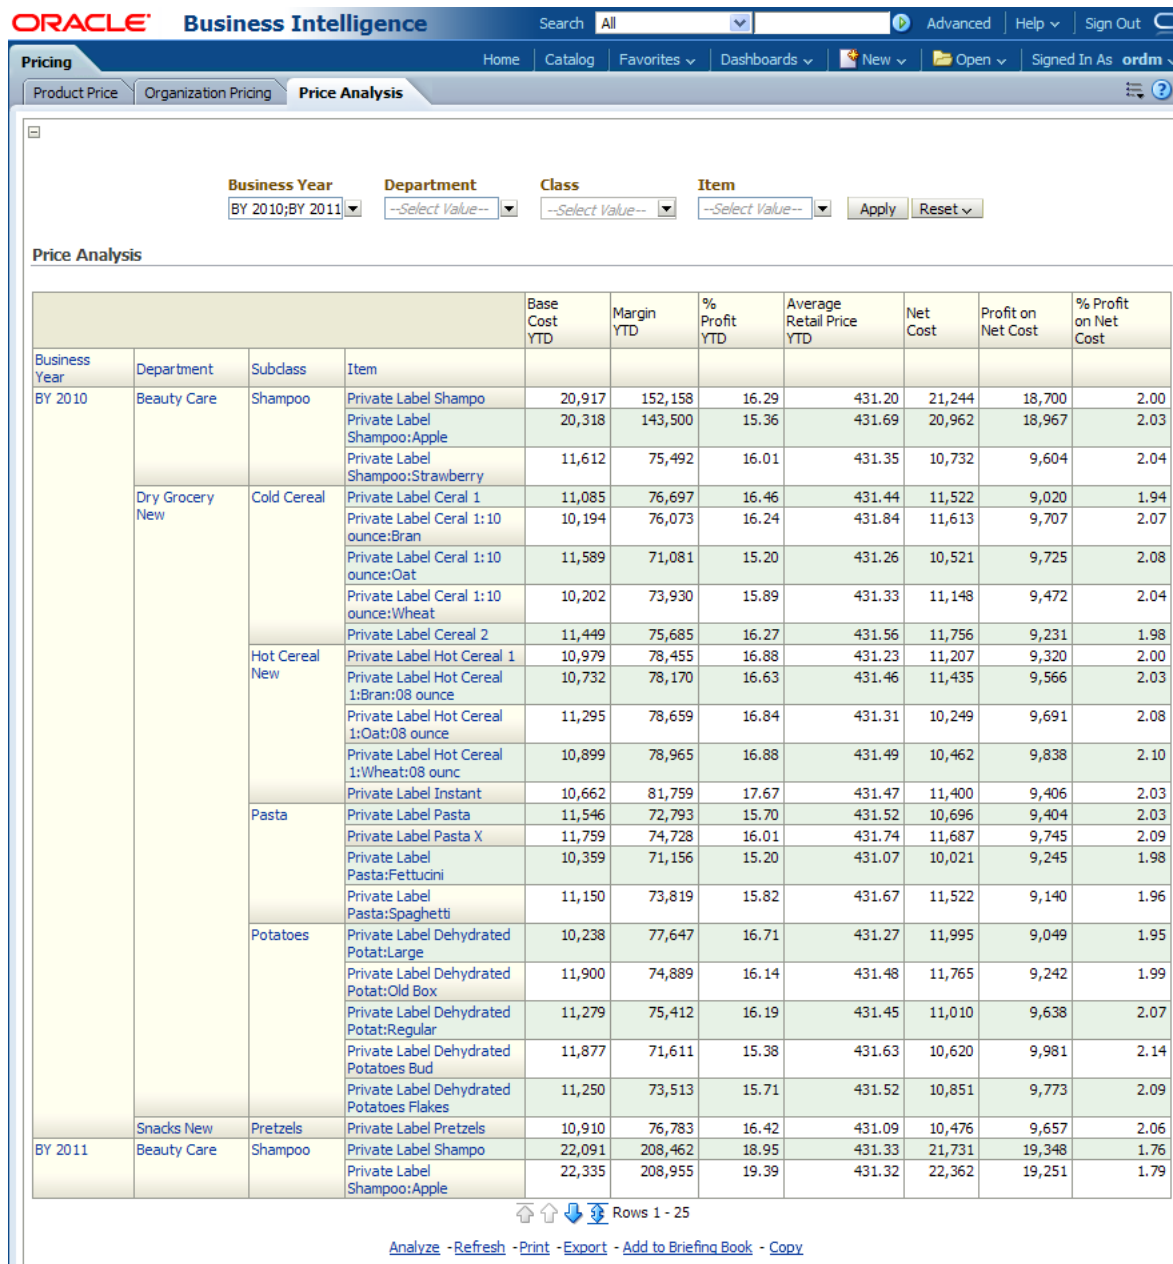 ORACLE Business Intelligence Search All Advanced Help Sign Out
Pricing Home Catalog Favorites Dashboards New Open Signed In As ordm
Product Price Organization Pricing Price Analysis
Business Year Department Class Item
BY 2010;BY 2011 --Select Value-- --Select Value-- --Select Value-- Apply Reset
Price Analysis
Base Cost YTD Margin YTD % Profit YTD Average Retail Price YTD Net Cost Profit on Net Cost % Profit on Net Cost
Business Year Department Subclass Item
BY 2010 Beauty Care Shampoo Private Label Shampo 20,917 152,158 16.29 431.20 21,244 18,700 2.00
Private Label Shampoo:Apple 20,318 143,500 15.36 431.69 20,962 18,967 2.03
Private Label Shampoo:Strawberry 11,612 75,492 16.01 431.35 10,732 9,604 2.04
Dry Grocery New Cold Cereal Private Label Ceral 1 11,085 76,697 16.46 431.44 11,522 9,020 1.94
Private Label Ceral 1:10 ounce:Bran 10,194 76,073 16.24 431.84 11,613 9,707 2.07
Private Label Ceral 1:10 ounce:Oat 11,589 71,081 15.20 431.26 10,521 9,725 2.08
Private Label Ceral 1:10 ounce:Wheat 10,202 73,930 15.89 431.33 11,148 9,472 2.04
Private Label Cereal 2 11,449 75,685 16.27 431.56 11,756 9,231 1.98
Hot Cereal New Private Label Hot Cereal 1 10,979 78,455 16.88 431.23 11,207 9,320 2.00
Private Label Hot Cereal 1:Bran:08 ounce 10,732 78,170 16.63 431.46 11,435 9,566 2.03
Private Label Hot Cereal 1:Oat:08 ounce 11,295 78,659 16.84 431.31 10,249 9,691 2.08
Private Label Hot Cereal 1:Wheat:08 ounc 10,899 78,965 16.88 431.49 10,462 9,838 2.10
Private Label Instant 10,662 81,759 17.67 431.47 11,400 9,406 2.03
Pasta Private Label Pasta 11,546 72,793 15.70 431.52 10,696 9,404 2.03
Private Label Pasta X 11,759 74,728 16.01 431.74 11,687 9,745 2.09
Private Label Pasta:Fettucini 10,359 71,156 15.20 431.07 10,021 9,245 1.98
Private Label Pasta:Spaghetti 11,150 73,819 15.82 431.67 11,522 9,140 1.96
Potatoes Private Label Dehydrated Potat:Large 10,238 77,647 16.71 431.27 11,995 9,049 1.95
Private Label Dehydrated Potat:Old Box 11,900 74,889 16.14 431.48 11,765 9,242 1.99
Private Label Dehydrated Potat:Regular 11,279 75,412 16.19 431.45 11,010 9,638 2.07
Private Label Dehydrated Potatoes Bud 11,877 71,611 15.38 431.63 10,620 9,981 2.14
Private Label Dehydrated Potatoes Flakes 11,250 73,513 15.71 431.52 10,851 9,773 2.09
Snacks New Pretzels Private Label Pretzels 10,910 76,783 16.42 431.09 10,476 9,657 2.06
BY 2011 Beauty Care Shampoo Private Label Shampo 22,091 208,462 18.95 431.33 21,731 19,348 1.76
Private Label Shampoo:Apple 22,335 208,955 19.39 431.32 22,362 19,251 1.79
Rows 1 - 25
Analyze - Refresh - Print - Export - Add to Briefing Book - Copy